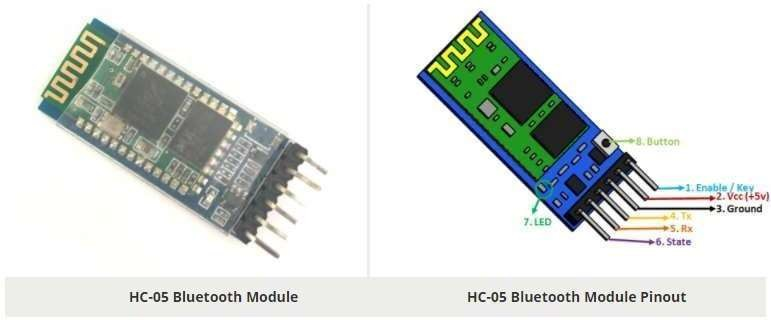 8. Button
1. Enable / Key
2. Vcc (+5v)
3. Ground
4. Tx
7. LED
5. Rx
6. State
HC-05 Bluetooth Module
HC-05 Bluetooth Module Pinout